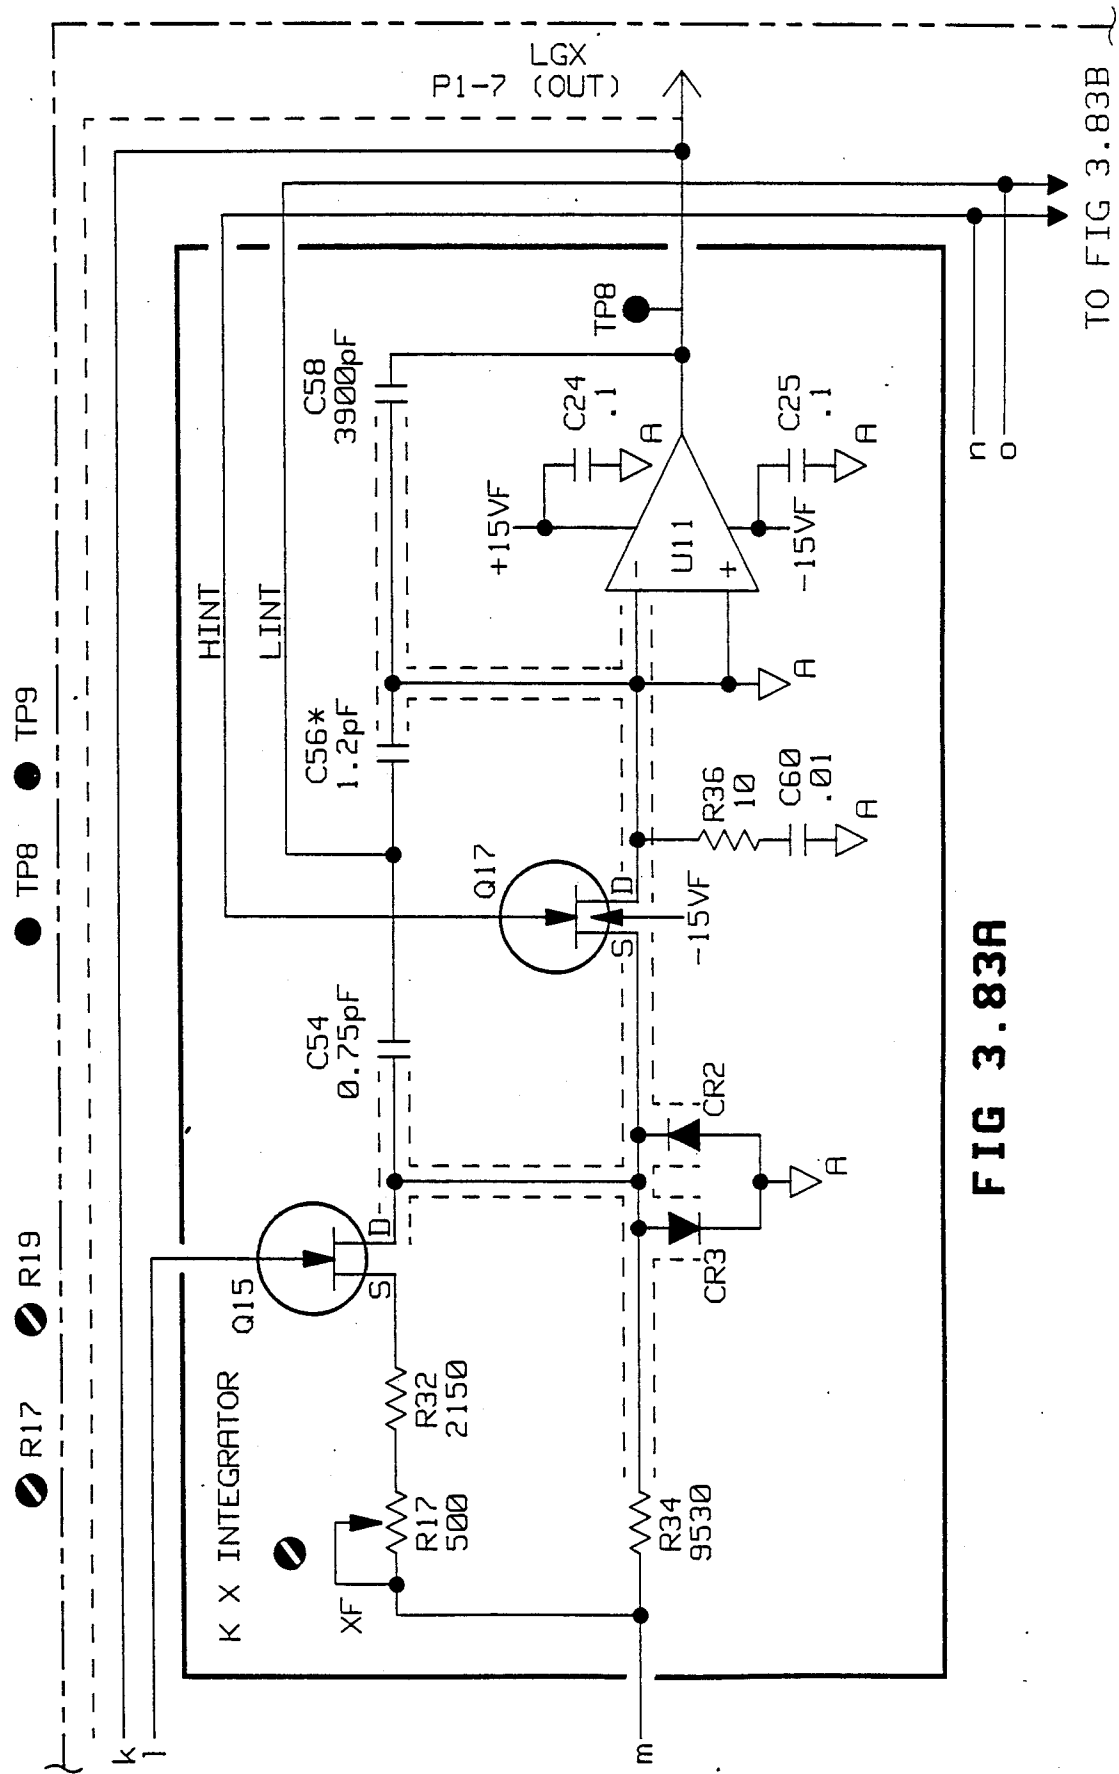 R17
R19
TP8
TP9
k
l
K X INTEGRATOR
XF
R17
500
R32
2150
Q15
S
D
C54
0.75pF
C56*
1.2pF
C58
3900pF
HINT
LINT
LGX
P1-7 (OUT)
m
R34
9530
CR3
CR2
A
Q17
S
D
-15VF
R36
10
C60
.01
A
A
+15VF
C24
.1
A
-
U11
+
-15VF
C25
.1
A
TP8
n
o
TO FIG 3.83B
FIG 3.83A